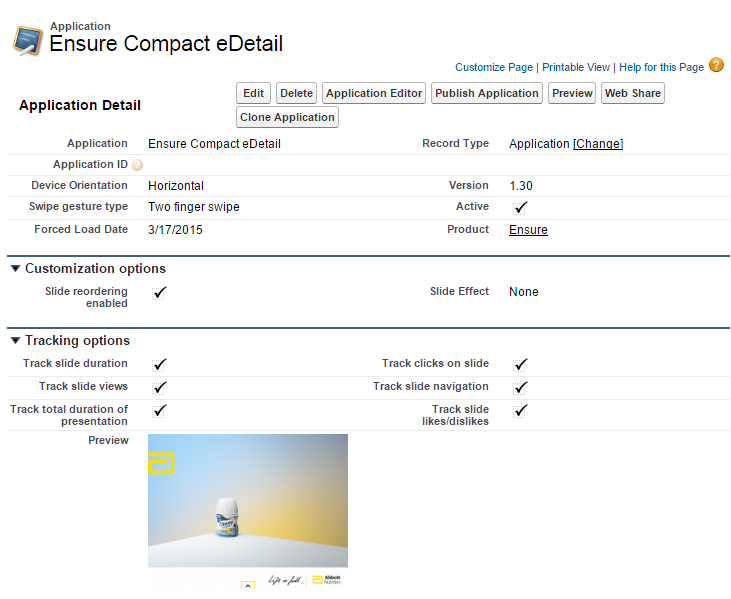 Application
Ensure Compact eDetail
Customize Page | Printable View | Help for this Page ?
Application Detail
Edit Delete Application Editor Publish Application Preview Web Share
Clone Application
Application Ensure Compact eDetail Record Type Application [Change]
Application ID ?
Device Orientation Horizontal Version 1.30
Swipe gesture type Two finger swipe Active
Forced Load Date 3/17/2015 Product Ensure
Customization options
Slide reordering
enabled
Slide Effect None
Tracking options
Track slide duration Track clicks on slide
Track slide views Track slide navigation
Track total duration of
presentation
Track slide
likes/dislikes
Preview
Life in full
Abbott
Nutrition